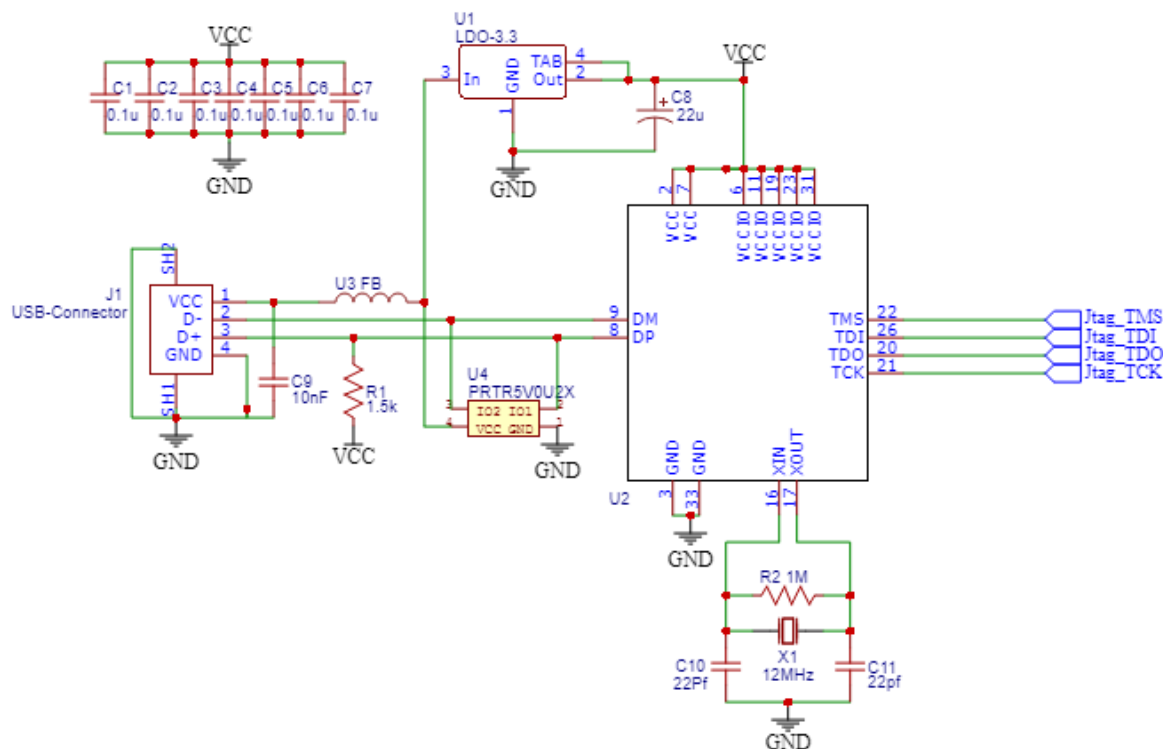 VCC
C1 C2 C3 C4 C5 C6 C7
0.1u 0.1u 0.1u 0.1u 0.1u 0.1u 0.1u
GND
U1
LDO-3.3
3 In GND 1 TAB 4
Out 2
VCC
C8
22u
GND
2 7 6 11 19 23 31
VCC VCC VCCIO VCCIO VCCIO VCCIO VCCIO
SH2
J1
USB-Connector
VCC 1
D- 2
D+ 3
GND 4
SH1
GND
U3 FB
C9
10nF
R1
1.5k
VCC
U4
PRTR5V0U2X
3 IO2 IO1 2
4 VCC GND 1
GND
9 DM
8 DP
TMS 22 Jtag_TMS
TDI 26 Jtag_TDI
TDO 20 Jtag_TDO
TCK 21 Jtag_TCK
GND GND XIN XOUT
U2 3 33 16 17
GND
R2 1M
X1
12MHz
C10
22Pf
C11
22pf
GND